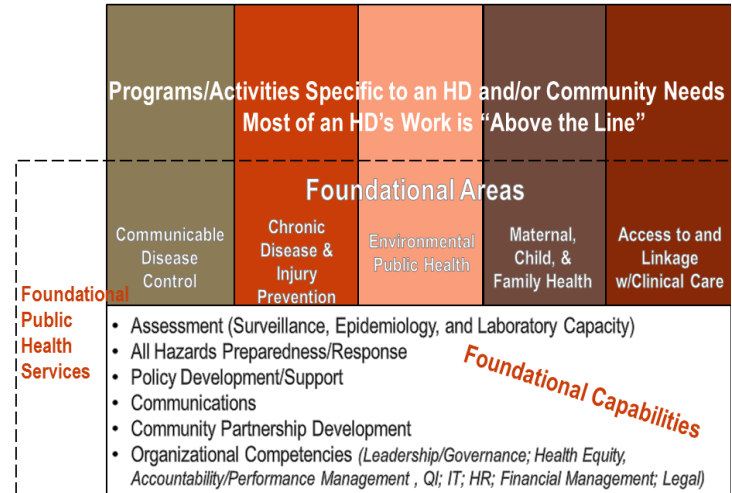 Programs/Activities Specific to an HD and/or Community Needs
Most of an HD's Work is “Above the Line”
Foundational Areas
Communicable
Disease
Control
Chronic
Disease &
Injury
Prevention
Environmental
Public Health
Maternal,
Child, &
Family Health
Access to and
Linkage
w/Clinical Care
Foundational
Public
Health
Services
• Assessment (Surveillance, Epidemiology, and Laboratory Capacity)
• All Hazards Preparedness/Response
• Policy Development/Support
• Communications
• Community Partnership Development
• Organizational Competencies (Leadership/Governance; Health Equity,
Accountability/Performance Management , QI; IT; HR; Financial Management; Legal)
Foundational Capabilities